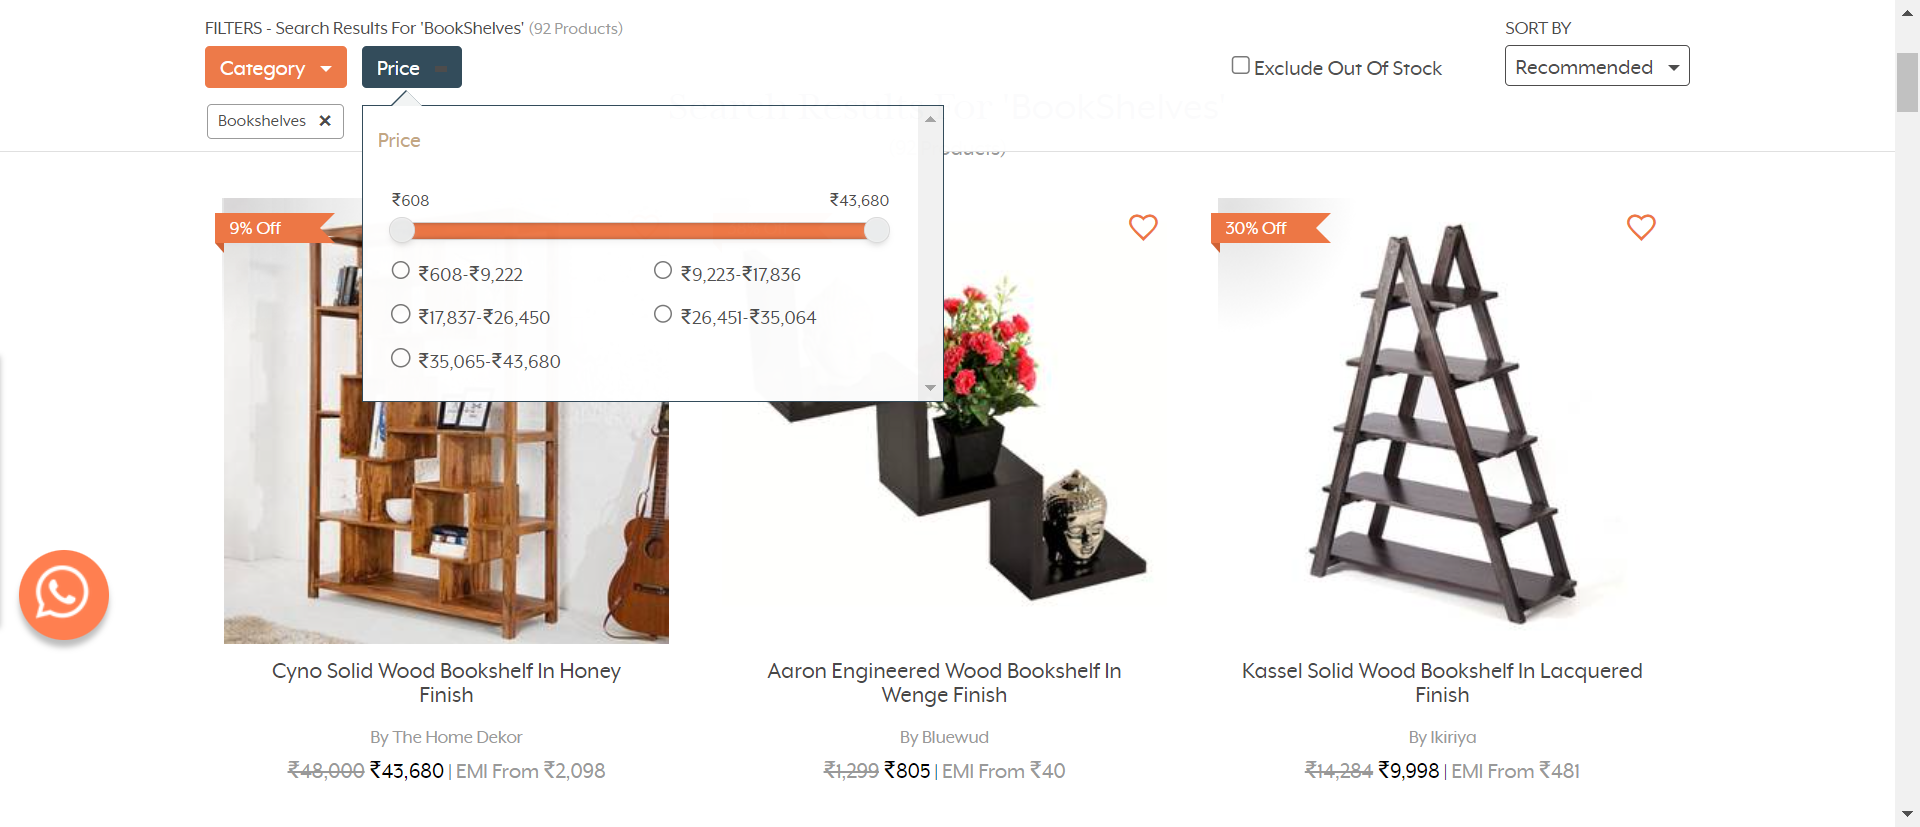 FILTERS - Search Results For 'BookShelves' (92 Products)
SORT BY
Category
Price
Exclude Out Of Stock
Recommended
Bookshelves ✕
Search Results For 'BookShelves'
Price
₹608
₹43,680
₹608-₹9,222
₹9,223-₹17,836
₹17,837-₹26,450
₹26,451-₹35,064
₹35,065-₹43,680
9% Off
30% Off
Cyno Solid Wood Bookshelf In Honey
Finish
By The Home Dekor
₹48,000 ₹43,680 | EMI From ₹2,098
Aaron Engineered Wood Bookshelf In
Wenge Finish
By Bluewud
₹1,299 ₹805 | EMI From ₹40
Kassel Solid Wood Bookshelf In Lacquered
Finish
By Ikiriya
₹14,284 ₹9,998 | EMI From ₹481